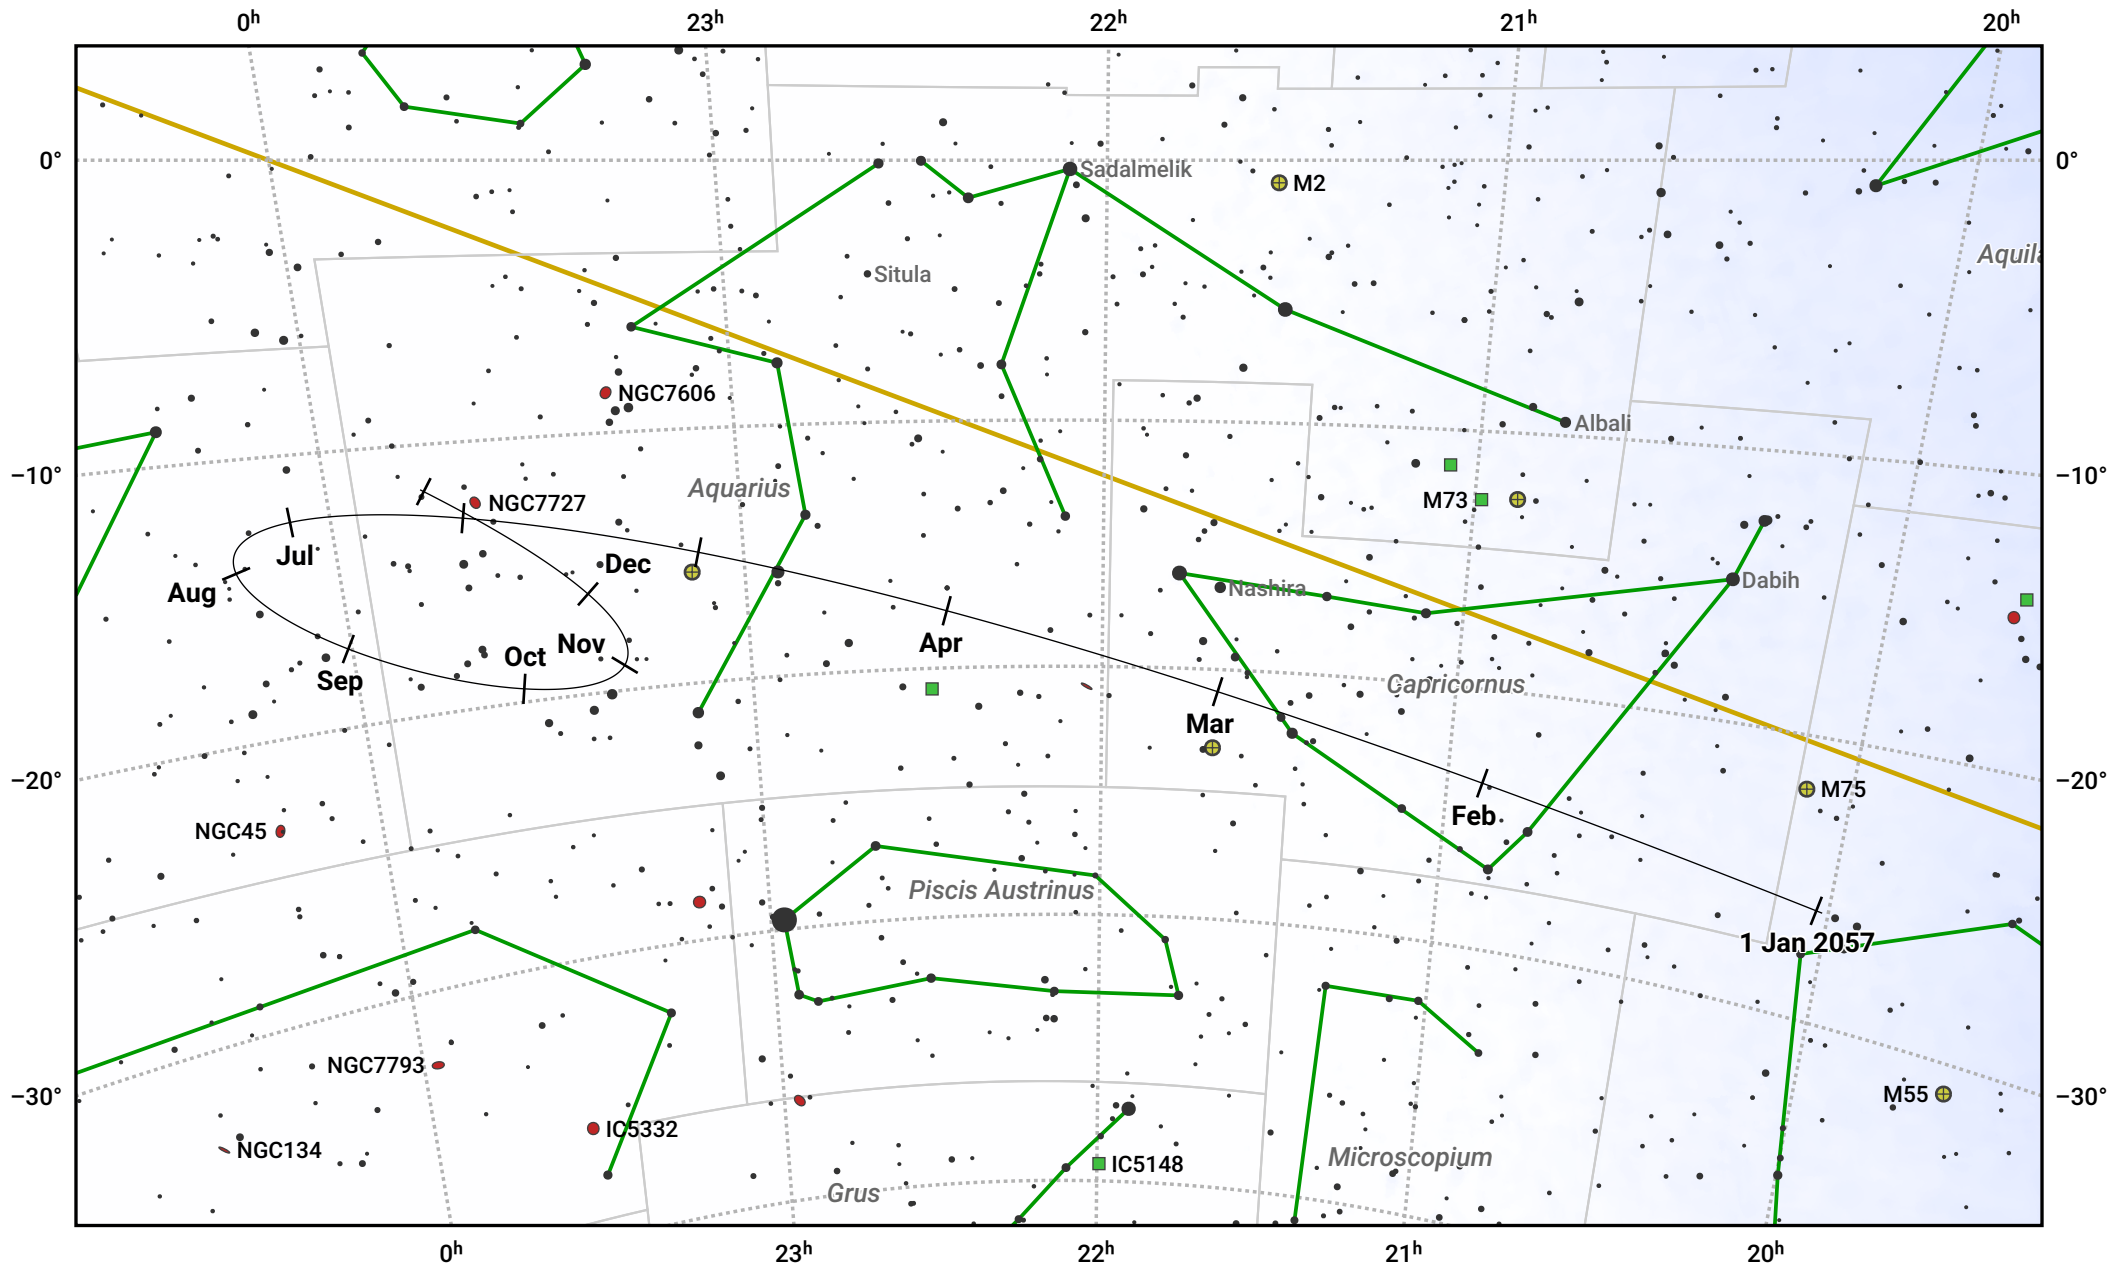 0ʰ 23ʰ 22ʰ 21ʰ 20ʰ
0° Sadalmelik M2 0°
Aquila
Situla
NGC7606
Albali
−10° NGC7727 Aquarius M73 −10°
Jul Dec Nashira Dabih
Aug
Sep Oct Nov Apr Capricornus
Mar
−20° M75 −20°
NGC45 Feb
Piscis Austrinus
1 Jan 2057
NGC7793 −30° M55 −30°
NGC134 IC5332 IC5148 Microscopium
Grus
0ʰ 23ʰ 22ʰ 21ʰ 20ʰ